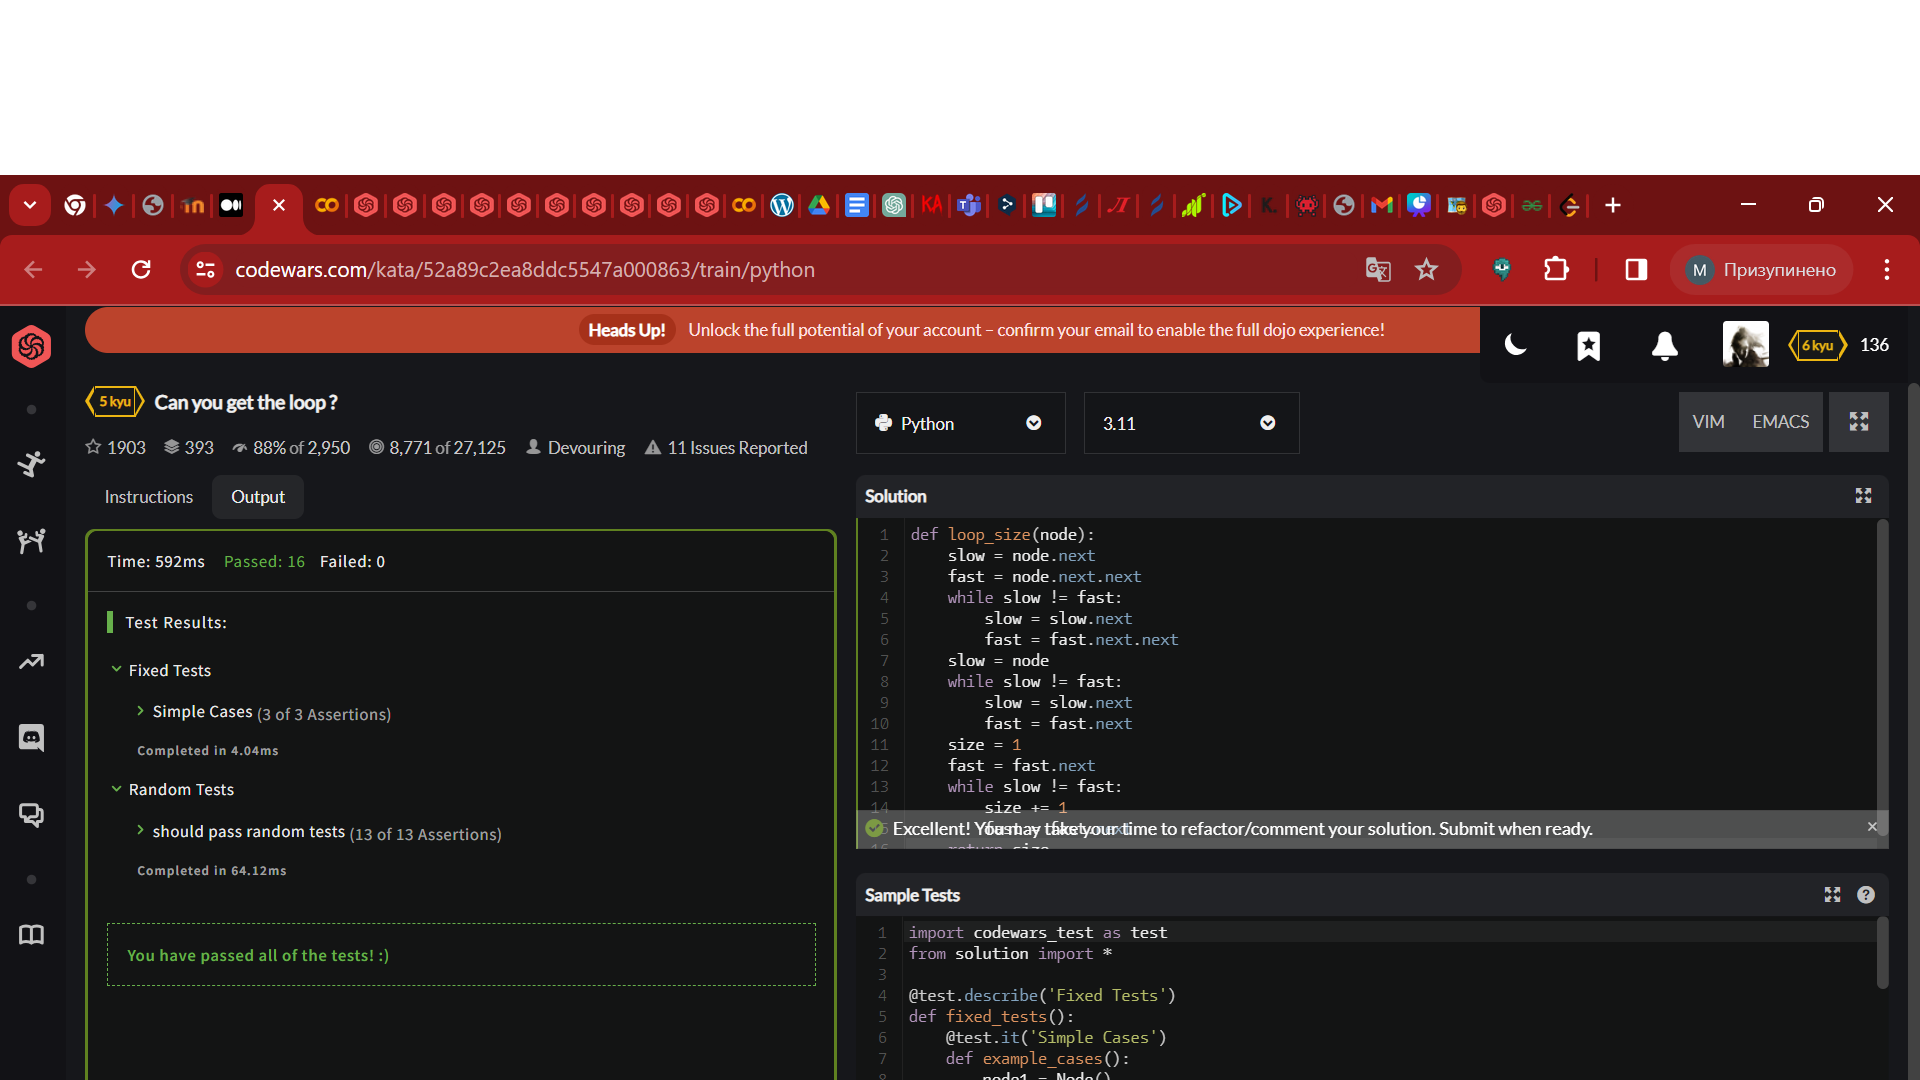 codewars.com/kata/52a89c2ea8ddc5547a000863/train/python
М Призупинено
Heads Up! Unlock the full potential of your account – confirm your email to enable the full dojo experience!
6 kyu 136
5 kyu Can you get the loop ?
1903 393 88% of 2,950 8,771 of 27,125 Devouring 11 Issues Reported
Python
3.11
VIM EMACS
Instructions Output
Time: 592ms Passed: 16 Failed: 0
Test Results:
Fixed Tests
Simple Cases (3 of 3 Assertions)
Completed in 4.04ms
Random Tests
should pass random tests (13 of 13 Assertions)
Completed in 64.12ms
You have passed all of the tests! :)
Solution
1 def loop_size(node):
2 slow = node.next
3 fast = node.next.next
4 while slow != fast:
5 slow = slow.next
6 fast = fast.next.next
7 slow = node
8 while slow != fast:
9 slow = slow.next
10 fast = fast.next
11 size = 1
12 fast = fast.next
13 while slow != fast:
14 size += 1
Excellent! You may take your time to refactor/comment your solution. Submit when ready.
16 return size
Sample Tests
1 import codewars_test as test
2 from solution import *
3
4 @test.describe('Fixed Tests')
5 def fixed_tests():
6 @test.it('Simple Cases')
7 def example_cases():
8 node1 = Node()